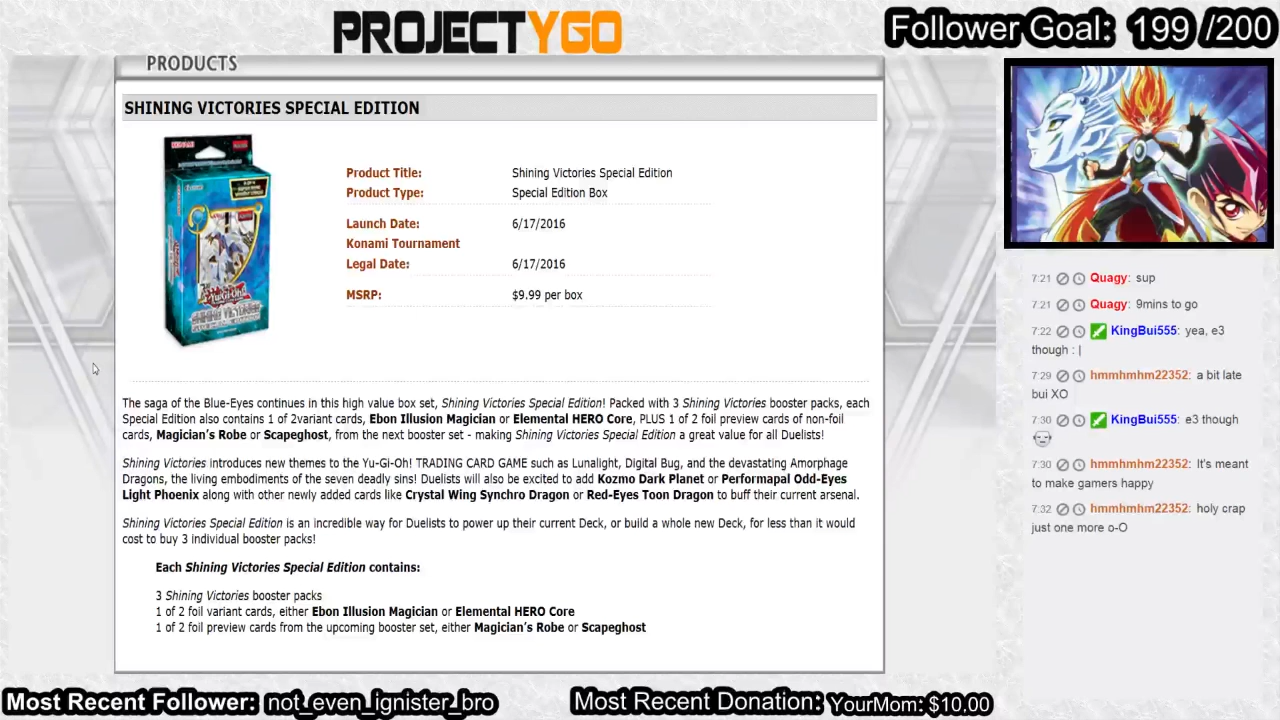 PROJECTYGO
Follower Goal: 199 /200
PRODUCTS
SHINING VICTORIES SPECIAL EDITION
Product Title: Shining Victories Special Edition
Product Type: Special Edition Box
Launch Date: 6/17/2016
Konami Tournament
Legal Date: 6/17/2016
MSRP: $9.99 per box
The saga of the Blue-Eyes continues in this high value box set, Shining Victories Special Edition! Packed with 3 Shining Victories booster packs, each
Special Edition also contains 1 of 2variant cards, Ebon Illusion Magician or Elemental HERO Core, PLUS 1 of 2 foil preview cards of non-foil
cards, Magician's Robe or Scapeghost, from the next booster set - making Shining Victories Special Edition a great value for all Duelists!
Shining Victories introduces new themes to the Yu-Gi-Oh! TRADING CARD GAME such as Lunalight, Digital Bug, and the devastating Amorphage
Dragons, the living embodiments of the seven deadly sins! Duelists will also be excited to add Kozmo Dark Planet or Performapal Odd-Eyes
Light Phoenix along with other newly added cards like Crystal Wing Synchro Dragon or Red-Eyes Toon Dragon to buff their current arsenal.
Shining Victories Special Edition is an incredible way for Duelists to power up their current Deck, or build a whole new Deck, for less than it would
cost to buy 3 individual booster packs!
Each Shining Victories Special Edition contains:
3 Shining Victories booster packs
1 of 2 foil variant cards, either Ebon Illusion Magician or Elemental HERO Core
1 of 2 foil preview cards from the upcoming booster set, either Magician's Robe or Scapeghost
7:21 Quagy: sup
7:21 Quagy: 9mins to go
7:22 KingBui555: yea, e3
though : |
7:29 hmmhmhm22352: a bit late
bui XO
7:30 KingBui555: e3 though
7:30 hmmhmhm22352: It's meant
to make gamers happy
7:32 hmmhmhm22352: holy crap
just one more o-O
Most Recent Follower: not_even_ignister_bro
Most Recent Donation: YourMom: $10.00